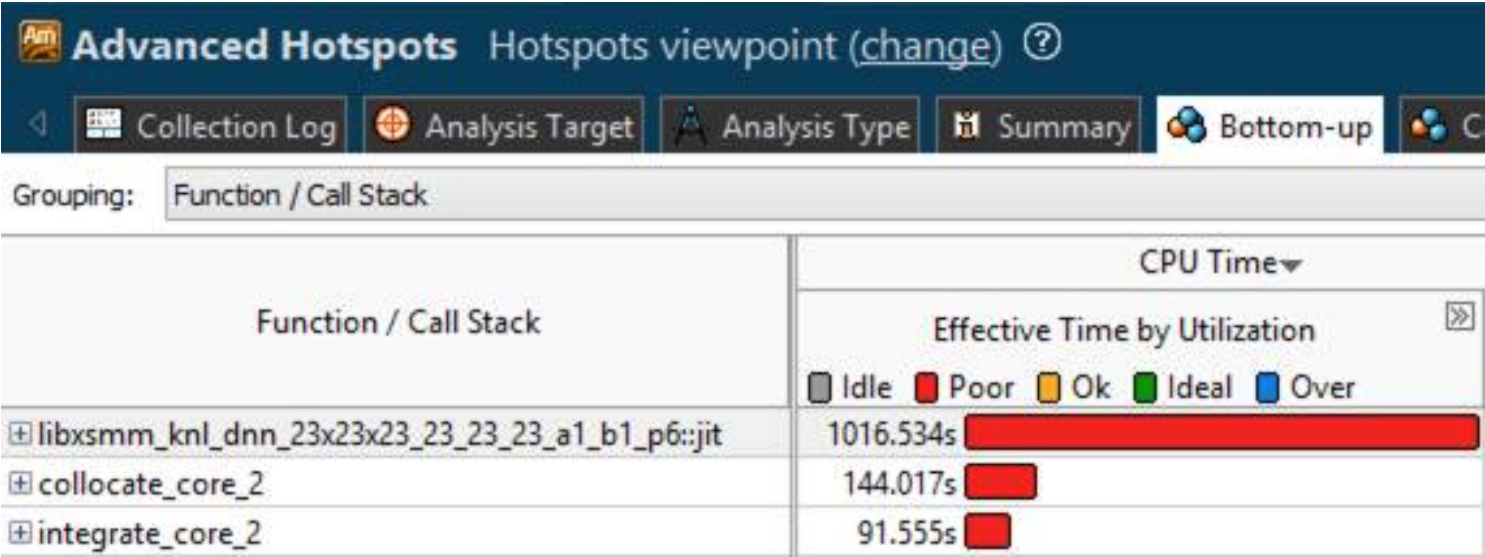 Am Advanced Hotspots Hotspots viewpoint (change) ?
Collection Log Analysis Target Analysis Type Summary Bottom-up C
Grouping: Function / Call Stack
CPU Time
Function / Call Stack
Effective Time by Utilization
Idle Poor Ok Ideal Over
libxsmm_knl_dnn_23x23x23_23_23_23_a1_b1_p6::jit 1016.534s
collocate_core_2 144.017s
integrate_core_2 91.555s